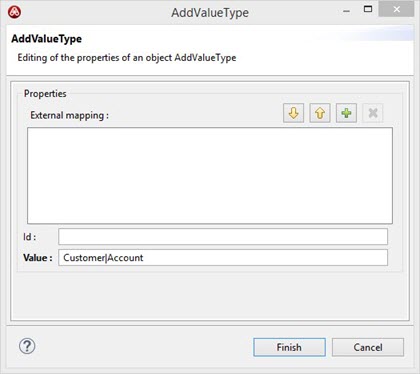 AddValueType
AddValueType
Editing of the properties of an object AddValueType
Properties
External mapping :
Id :
Value : Customer|Account
?
Finish Cancel